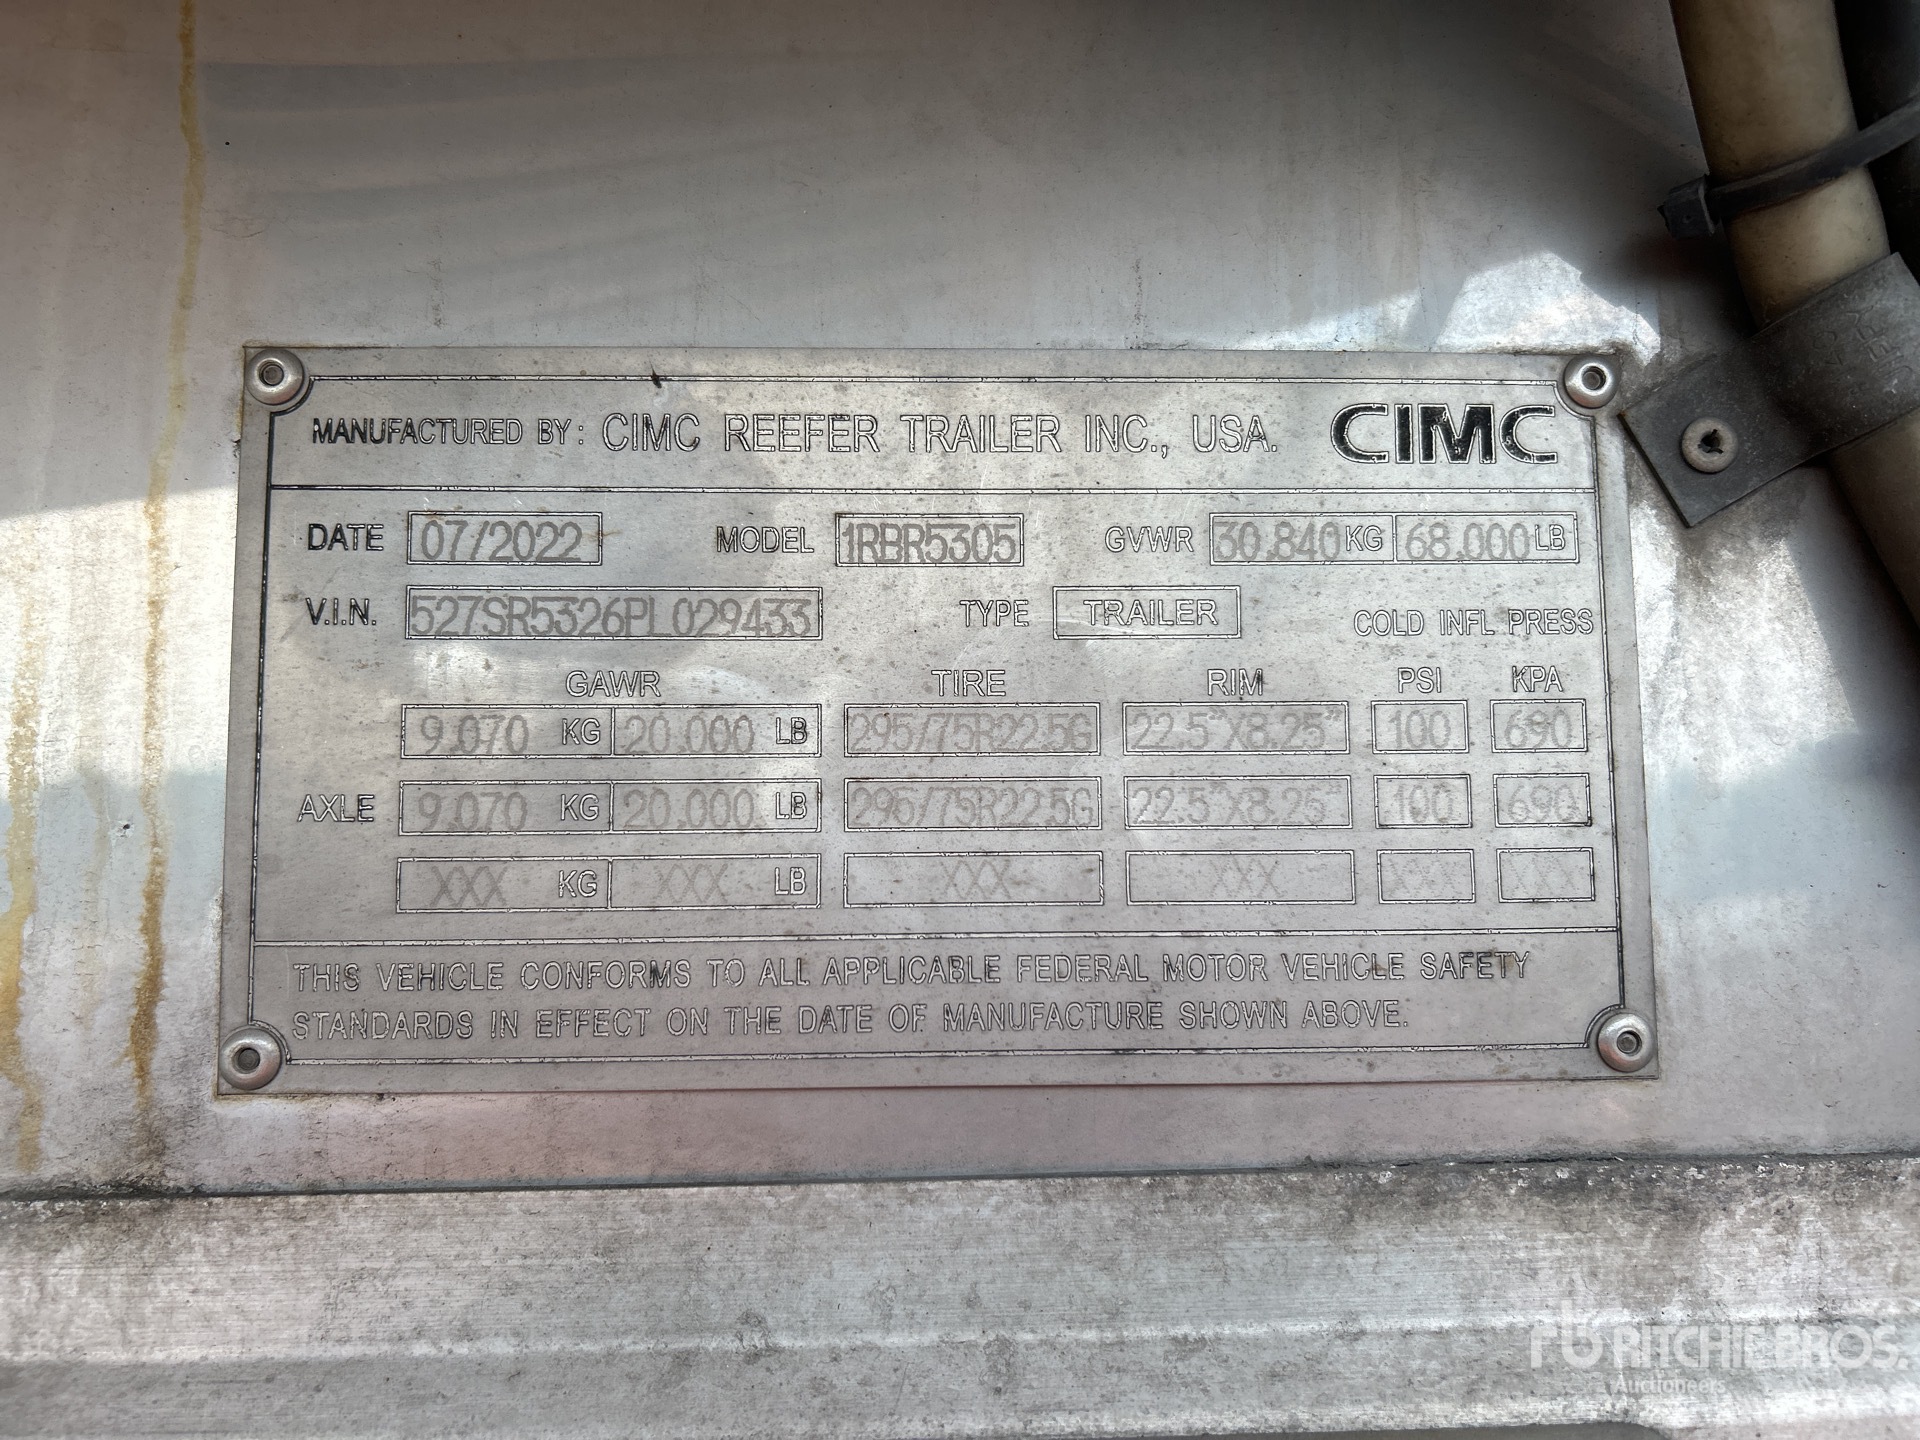 MANUFACTURED BY: CIMC REEFER TRAILER INC., USA. CIMC
DATE 07/2022 MODEL 1RBR5305 GVWR 30.840 KG 68.000 LB
V.I.N. 527SR5326PL029433 TYPE TRAILER COLD INFL PRESS
GAWR TIRE RIM PSI KPA
9.070 KG 20.000 LB 295/75R22.5G 22.5"X8.25" 100 690
AXLE 9.070 KG 20.000 LB 295/75R22.5G 22.5"X8.25" 100 690
XXX KG XXX LB XXX XXX XXX XXX
THIS VEHICLE CONFORMS TO ALL APPLICABLE FEDERAL MOTOR VEHICLE SAFETY
STANDARDS IN EFFECT ON THE DATE OF MANUFACTURE SHOWN ABOVE.
rb RITCHIE BROS.
Auctioneers